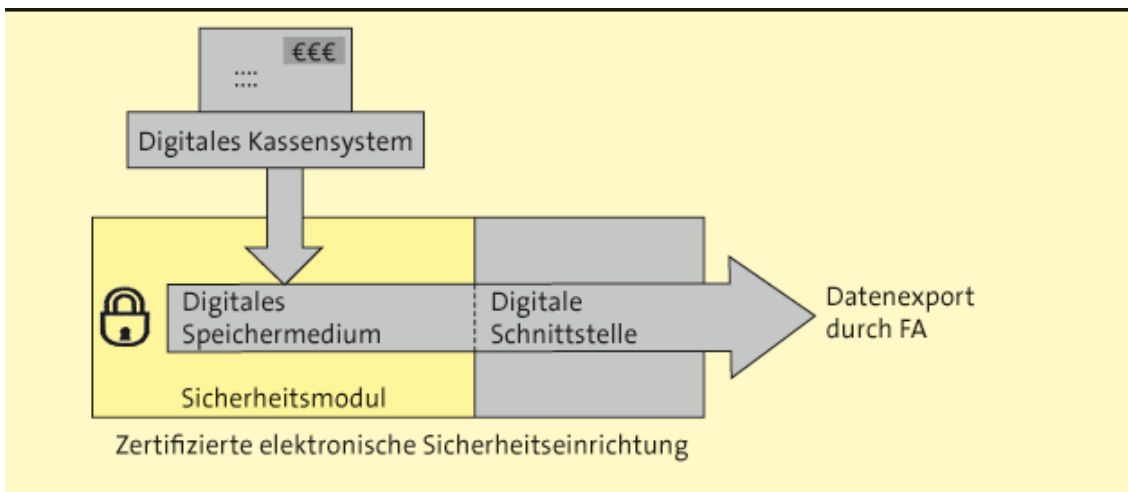 €€€
Digitales Kassensystem
Digitales
Speichermedium
Digitale
Schnittstelle
Datenexport
durch FA
Sicherheitsmodul
Zertifizierte elektronische Sicherheitseinrichtung